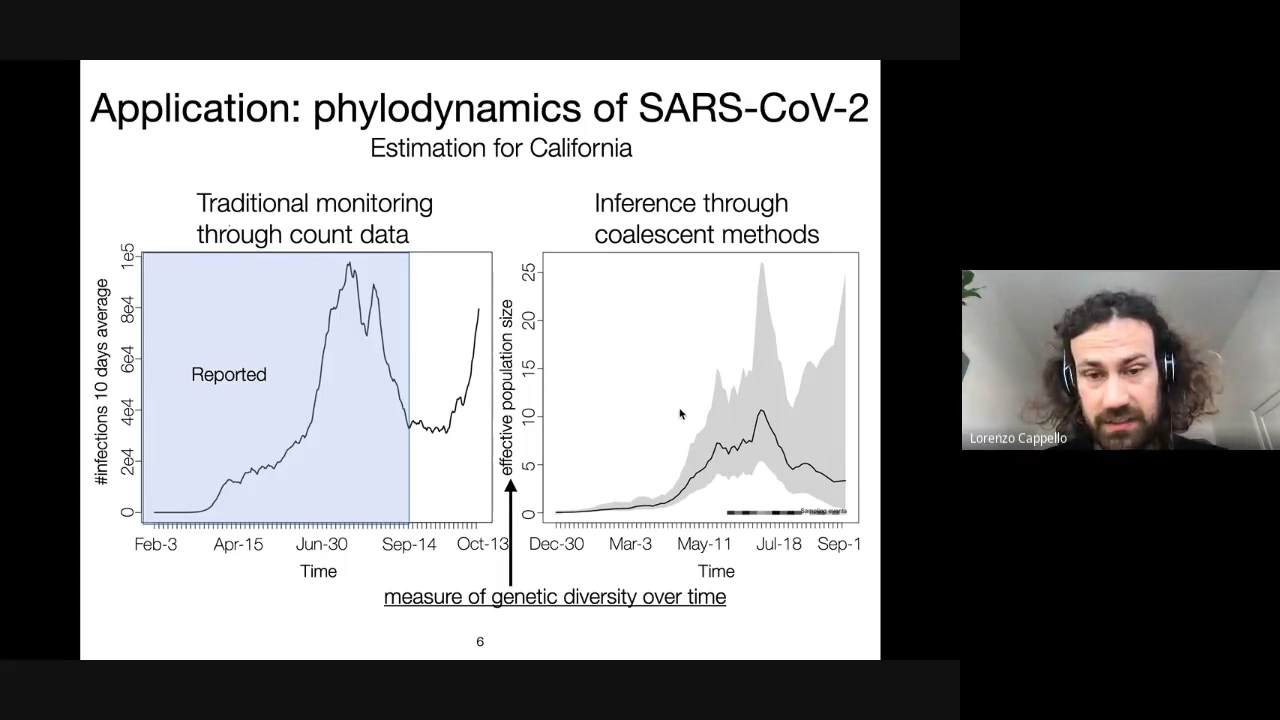 Application: phylodynamics of SARS-CoV-2
Estimation for California
Traditional monitoring
through count data
#infections 10 days average
1e5
8e4
6e4
4e4
2e4
0
Reported
Feb-3 Apr-15 Jun-30 Sep-14 Oct-13
Time
Inference through
coalescent methods
effective population size
25
20
15
10
5
0
Sampling events
Dec-30 Mar-3 May-11 Jul-18 Sep-1
Time
measure of genetic diversity over time
6
Lorenzo Cappello